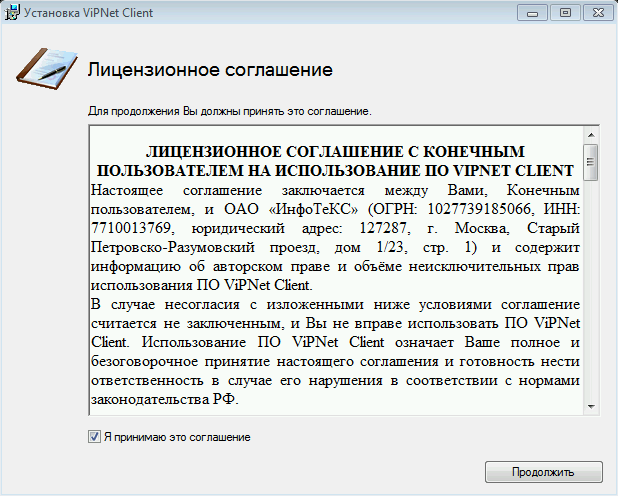 Установка ViPNet Client
Лицензионное соглашение
Для продолжения Вы должны принять это соглашение.
ЛИЦЕНЗИОННОЕ СОГЛАШЕНИЕ С КОНЕЧНЫМ
ПОЛЬЗОВАТЕЛЕМ НА ИСПОЛЬЗОВАНИЕ ПО VIPNET CLIENT
Настоящее соглашение заключается между Вами, Конечным
пользователем, и ОАО «ИнфоТеКС» (ОГРН: 1027739185066, ИНН:
7710013769, юридический адрес: 127287, г. Москва, Старый
Петровско-Разумовский проезд, дом 1/23, стр. 1) и содержит
информацию об авторском праве и объёме неисключительных прав
использования ПО ViPNet Client.
В случае несогласия с изложенными ниже условиями соглашение
считается не заключенным, и Вы не вправе использовать ПО ViPNet
Client. Использование ПО ViPNet Client означает Ваше полное и
безоговорочное принятие настоящего соглашения и готовность нести
ответственность в случае его нарушения в соответствии с нормами
законодательства РФ.
Я принимаю это соглашение
Продолжить